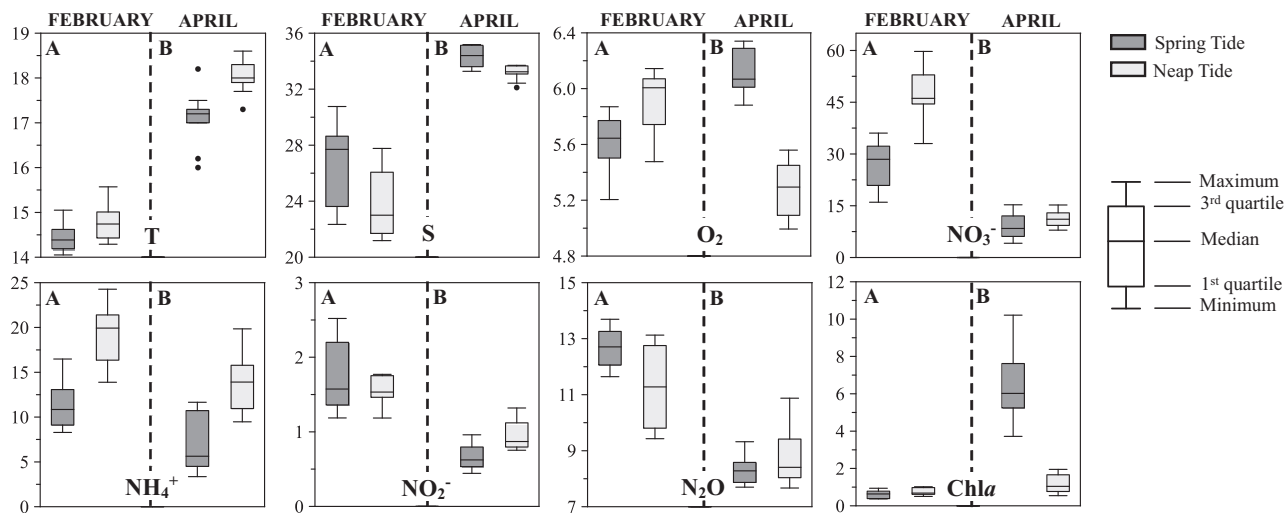 FEBRUARY APRIL FEBRUARY APRIL FEBRUARY APRIL FEBRUARY APRIL
A B A B A B A B
19
18
17
16
15
14
T
36
32
28
24
20
S
6.4
6.0
5.6
5.2
4.8
O₂
60
45
30
15
0
NO₃⁻
Spring Tide
Neap Tide
Maximum
3rd quartile
Median
1st quartile
Minimum
A B A B A B A B
25
20
15
10
5
0
NH₄⁺
3
2
1
0
NO₂⁻
15
13
11
9
7
N₂O
12
10
8
6
4
2
0
Chla